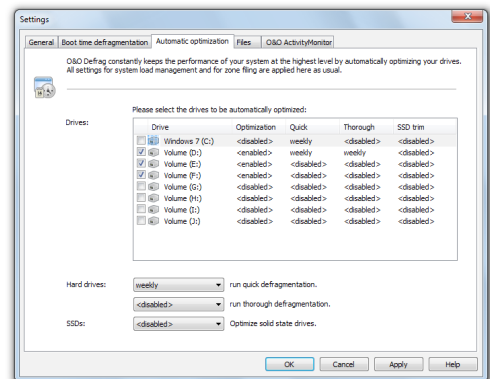 Settings
General Boot time defragmentation Automatic optimization Files O&O ActivityMonitor
O&O Defrag constantly keeps the performance of your system at the highest level by automatically optimizing your drives.
All settings for system load management and for zone filing are applied here as usual.
Please select the drives to be automatically optimized:
Drives:
Drive Optimization Quick Thorough SSD trim
Windows 7 (C:) <disabled> weekly <disabled> <disabled>
Volume (D:) <enabled> weekly weekly <disabled>
Volume (E:) <enabled> <disabled> <disabled> <disabled>
Volume (F:) <enabled> <disabled> <disabled> <disabled>
Volume (G:) <disabled> <disabled> <disabled> <disabled>
Volume (H:) <disabled> <disabled> <disabled> <disabled>
Volume (I:) <disabled> <disabled> <disabled> <disabled>
Volume (J:) <disabled> <disabled> <disabled> <disabled>
Hard drives: weekly run quick defragmentation.
<disabled> run thorough defragmentation.
SSDs: <disabled> Optimize solid state drives.
OK Cancel Apply Help